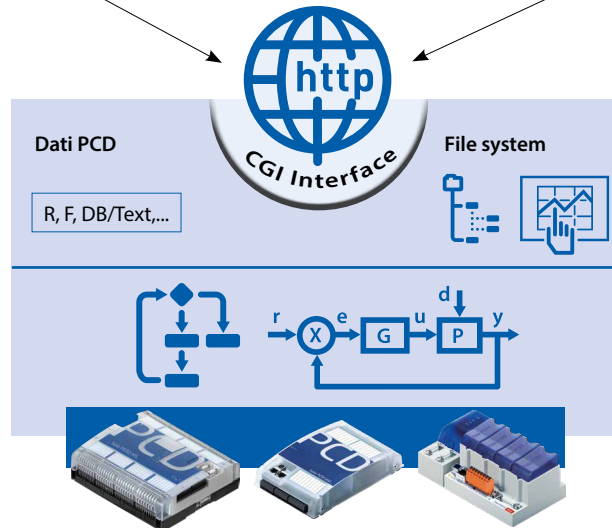 http
CGI Interface
Dati PCD
File system
R, F, DB/Text,...
d
r
e
u
y
X
G
P
PCD
PCD